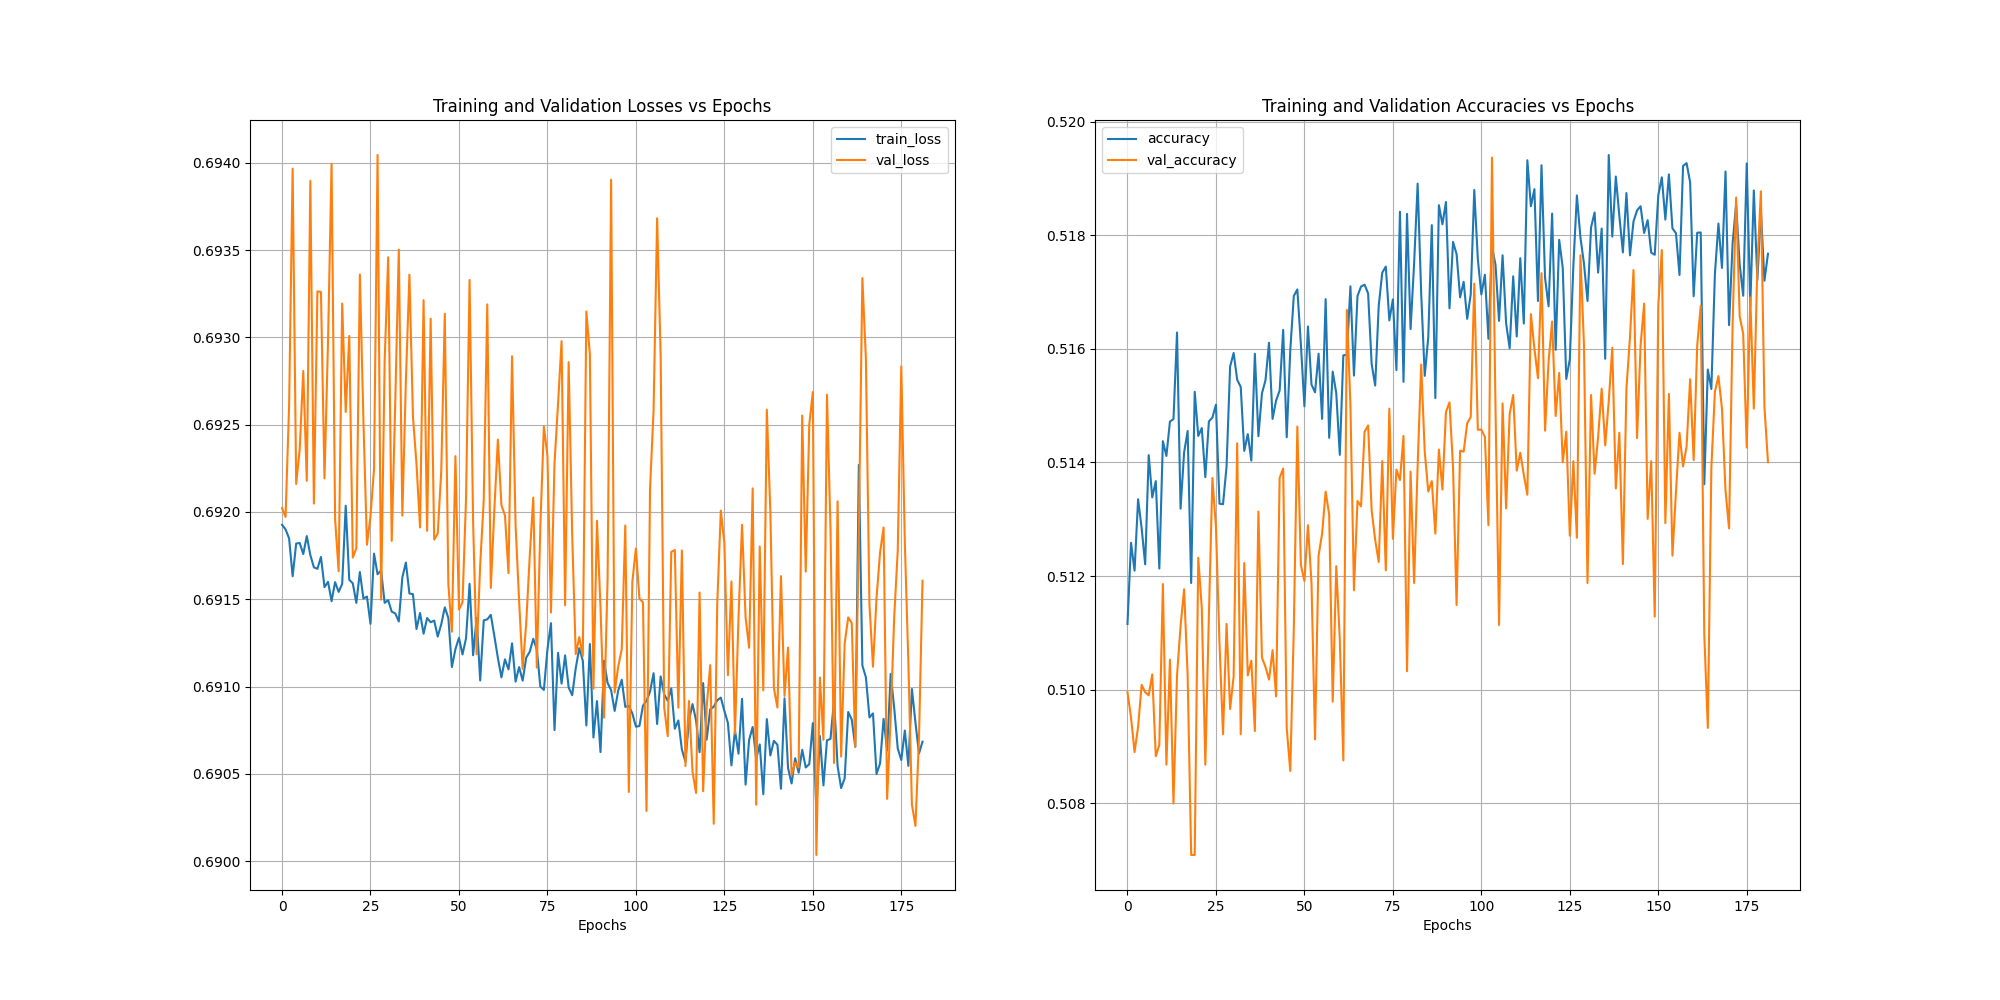 Training and Validation Losses vs Epochs
train_loss
val_loss
0.6940
0.6935
0.6930
0.6925
0.6920
0.6915
0.6910
0.6905
0.6900
0 25 50 75 100 125 150 175
Epochs
Training and Validation Accuracies vs Epochs
accuracy
val_accuracy
0.520
0.518
0.516
0.514
0.512
0.510
0.508
0 25 50 75 100 125 150 175
Epochs